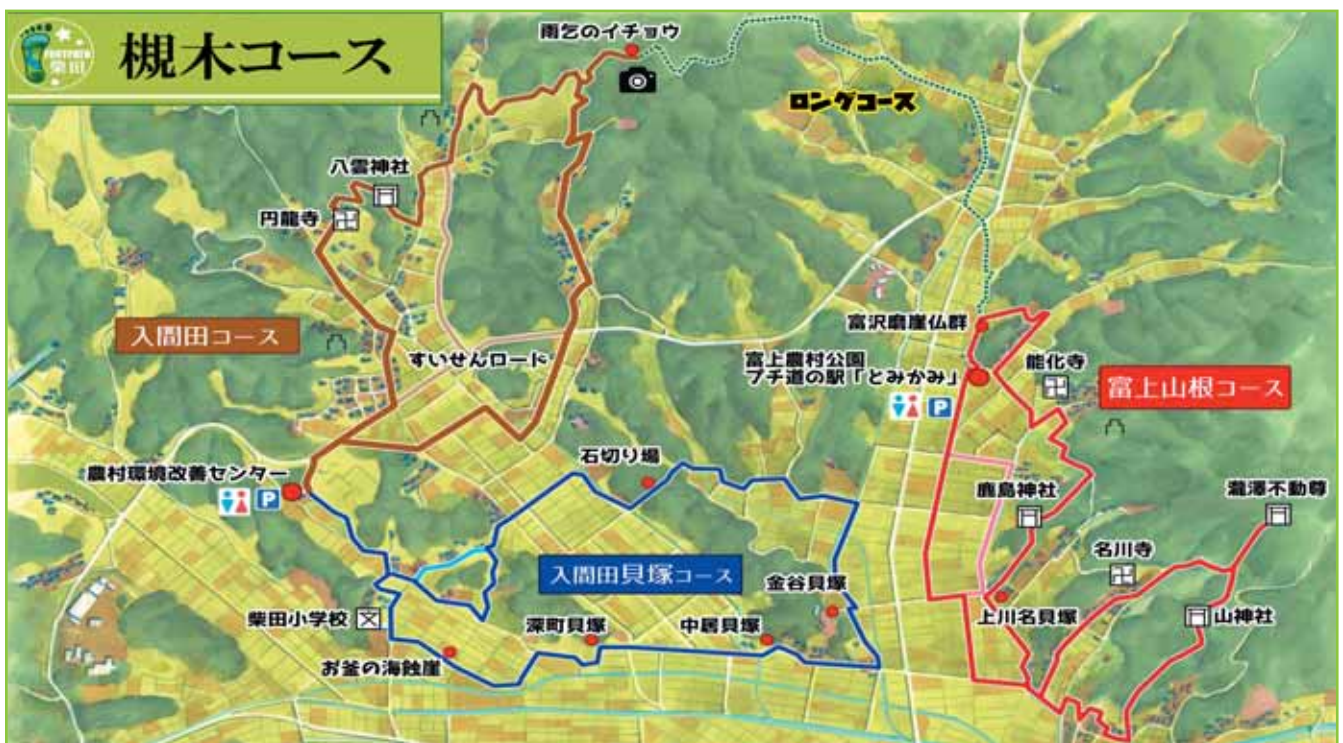 FOOTPATH
柴田
槻木コース
雨乞のイチョウ
ロングコース
八雲神社
円龍寺
入間田コース
すいせんロード
富沢磨崖仏群
富上農村公園
プチ道の駅「とみかみ」
P
能化寺
富上山根コース
石切り場
農村環境改善センター
P
鹿島神社
瀧澤不動尊
入間田貝塚コース
金谷貝塚
名川寺
柴田小学校
深町貝塚
中居貝塚
上川名貝塚
山神社
お釜の海蝕崖